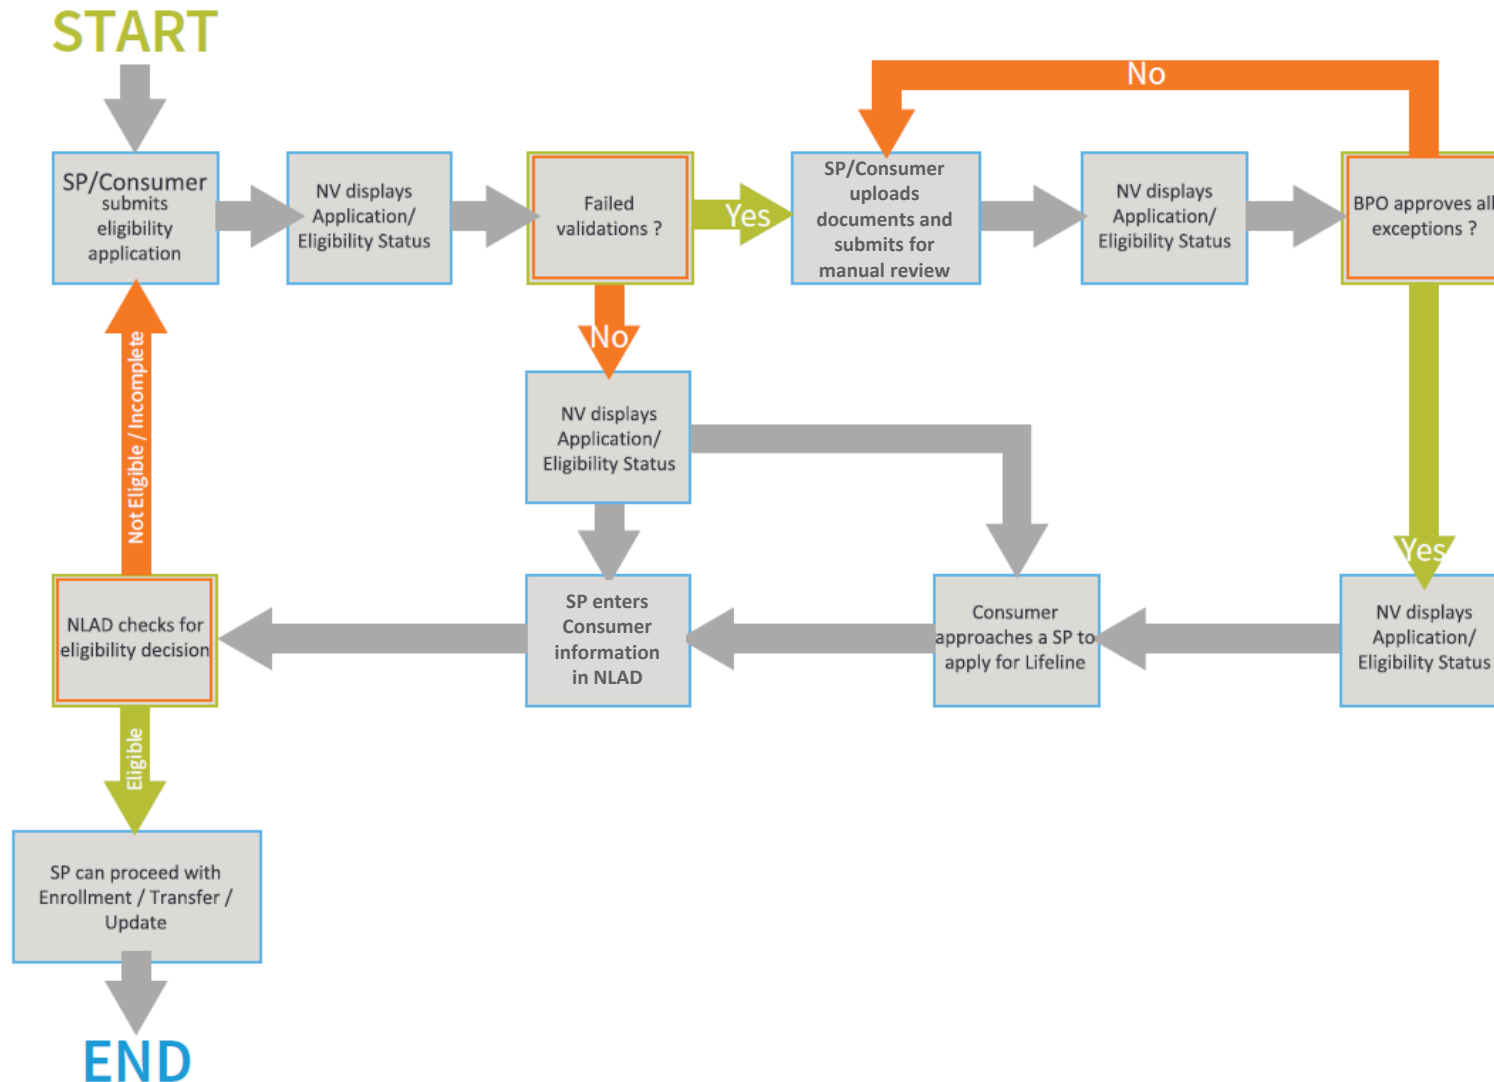 START
No
SP/Consumer
submits
eligibility
application
NV displays
Application/
Eligibility Status
Failed
validations ?
Yes
SP/Consumer
uploads
documents and
submits for
manual review
NV displays
Application/
Eligibility Status
BPO approves all
exceptions ?
No
Not Eligible / Incomplete
NV displays
Application/
Eligibility Status
Yes
NLAD checks for
eligibility decision
SP enters
Consumer
information
in NLAD
Consumer
approaches a SP to
apply for Lifeline
NV displays
Application/
Eligibility Status
Eligible
SP can proceed with
Enrollment / Transfer /
Update
END